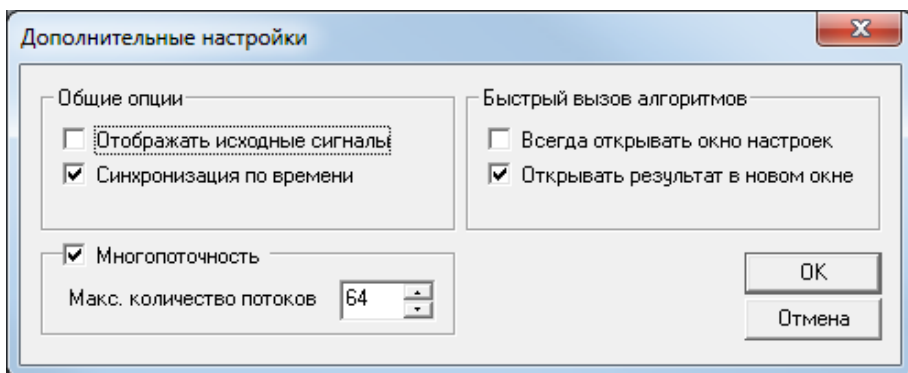 Дополнительные настройки
Общие опции
Отображать исходные сигналы
Синхронизация по времени
Быстрый вызов алгоритмов
Всегда открывать окно настроек
Открывать результат в новом окне
Многопоточность
Макс. количество потоков 64
OK
Отмена